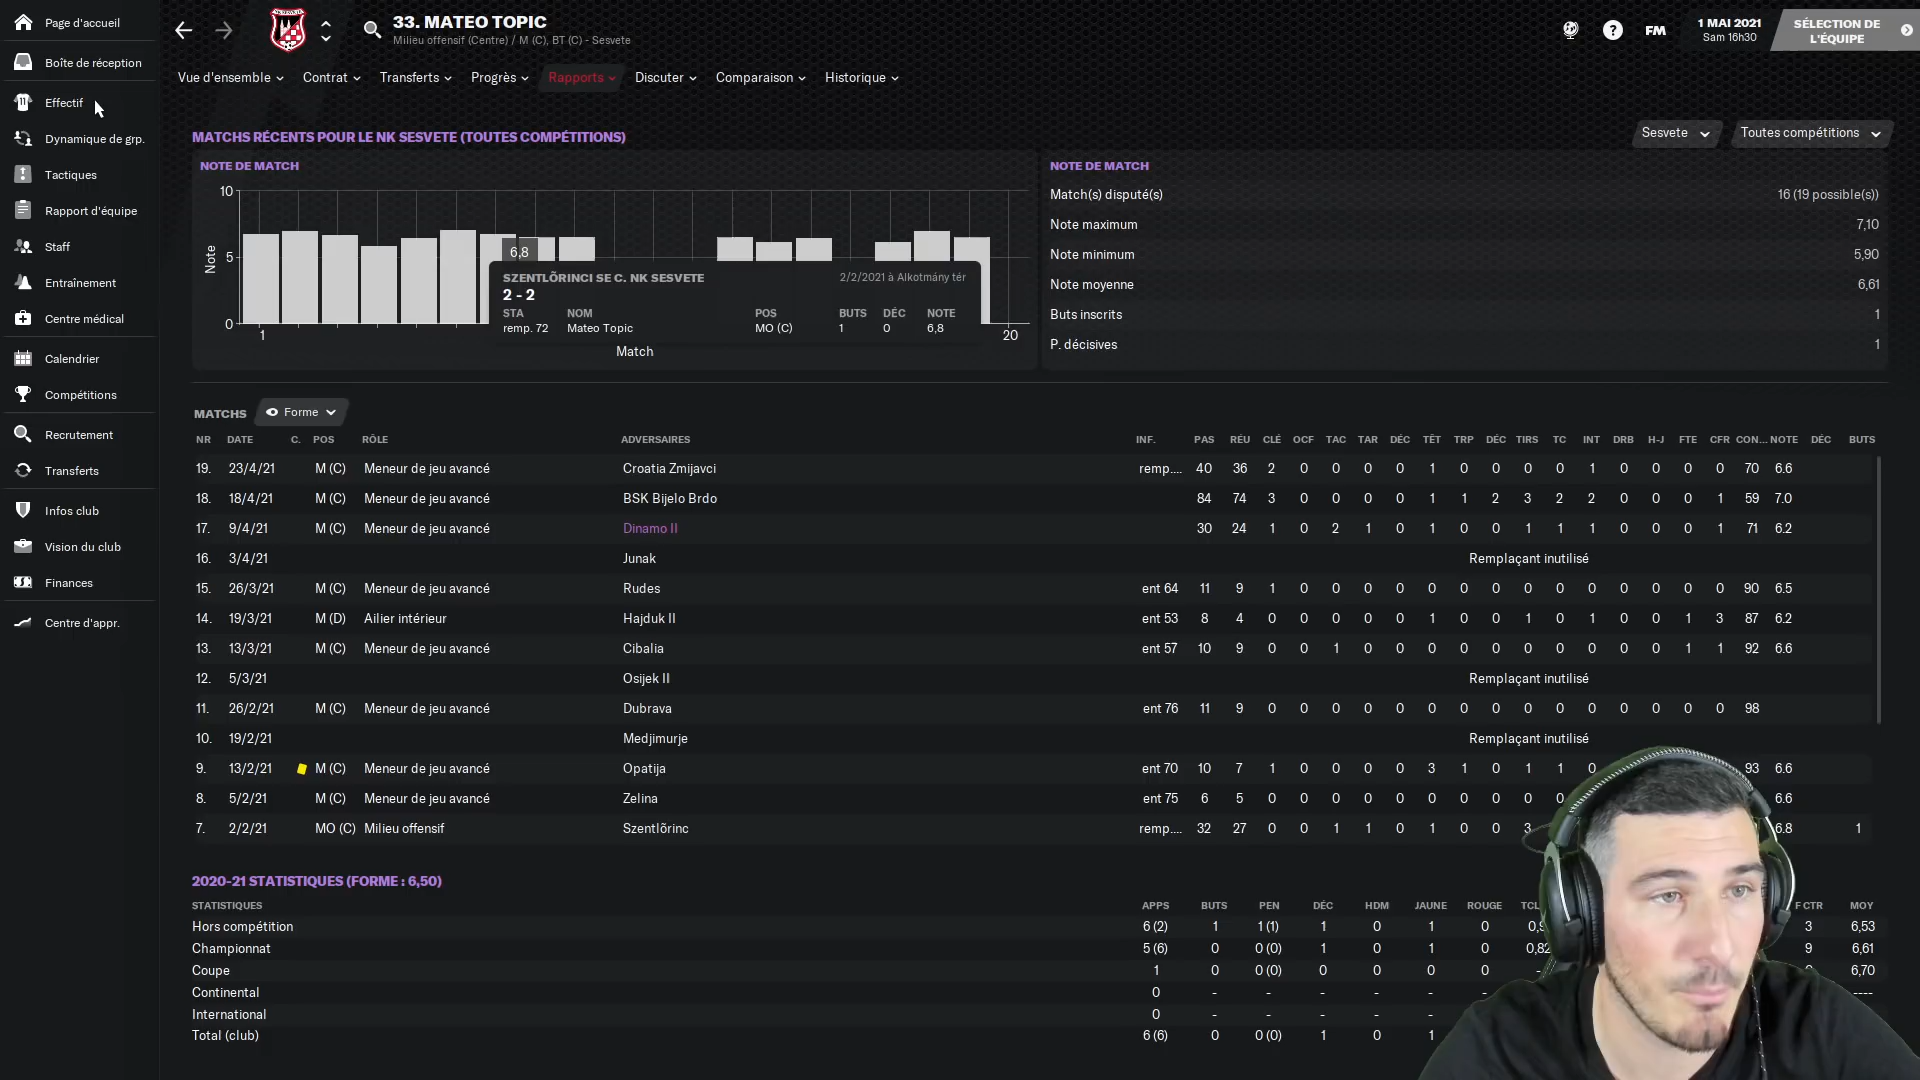 Page d'accueil
Boîte de réception
Effectif
Dynamique de grp.
Tactiques
Rapport d'équipe
Staff
Entraînement
Centre médical
Calendrier
Compétitions
Recrutement
Transferts
Infos club
Vision du club
Finances
Centre d'appr.
33. MATEO TOPIC
Milieu offensif (Centre) / M (C), BT (C) - Sesvete
FM
1 MAI 2021
Sam 16h30
SÉLECTION DE L'ÉQUIPE
Vue d'ensemble Contrat Transferts Progrès Rapports Discuter Comparaison Historique
MATCHS RÉCENTS POUR LE NK SESVETE (TOUTES COMPÉTITIONS)
Sesvete Toutes compétitions
NOTE DE MATCH
10
5
0
Note
1 20
Match
6,8
SZENTLÕRINCI SE C. NK SESVETE 2/2/2021 à Alkotmány tér
2 - 2
STA NOM POS BUTS DÉC NOTE
remp. 72 Mateo Topic MO (C) 1 0 6,8
NOTE DE MATCH
Match(s) disputé(s) 16 (19 possible(s))
Note maximum 7,10
Note minimum 5,90
Note moyenne 6,61
Buts inscrits 1
P. décisives 1
MATCHS Forme
NR DATE C. POS RÔLE ADVERSAIRES INF. PAS RÉU CLÉ OCF TAC TAR DÉC TÊT TRP DÉC TIRS TC INT DRB H-J FTE CFR CON... NOTE DÉC BUTS
19. 23/4/21 M (C) Meneur de jeu avancé Croatia Zmijavci remp.... 40 36 2 0 0 0 0 1 0 0 0 0 1 0 0 0 0 70 6.6
18. 18/4/21 M (C) Meneur de jeu avancé BSK Bijelo Brdo 84 74 3 0 0 0 0 1 1 2 3 2 2 0 0 0 1 59 7.0
17. 9/4/21 M (C) Meneur de jeu avancé Dinamo II 30 24 1 0 2 1 0 1 0 0 1 1 1 0 0 0 1 71 6.2
16. 3/4/21 Junak Remplaçant inutilisé
15. 26/3/21 M (C) Meneur de jeu avancé Rudes ent 64 11 9 1 0 0 0 0 0 0 0 0 0 0 0 0 0 0 90 6.5
14. 19/3/21 M (D) Ailier intérieur Hajduk II ent 53 8 4 0 0 0 0 0 1 0 0 1 0 1 0 0 1 3 87 6.2
13. 13/3/21 M (C) Meneur de jeu avancé Cibalia ent 57 10 9 0 0 1 0 0 0 0 0 0 0 0 0 0 1 1 92 6.6
12. 5/3/21 Osijek II Remplaçant inutilisé
11. 26/2/21 M (C) Meneur de jeu avancé Dubrava ent 76 11 9 0 0 0 0 0 0 0 0 0 0 0 0 0 0 0 98
10. 19/2/21 Medjimurje Remplaçant inutilisé
9. 13/2/21 M (C) Meneur de jeu avancé Opatija ent 70 10 7 1 0 0 0 0 3 1 0 1 1 0 93 6.6
8. 5/2/21 M (C) Meneur de jeu avancé Zelina ent 75 6 5 0 0 0 0 0 0 0 0 0 0 6.6
7. 2/2/21 MO (C) Milieu offensif Szentlõrinc remp.... 32 27 0 0 1 1 0 1 0 0 3 6.8 1
2020-21 STATISTIQUES (FORME : 6,50)
STATISTIQUES APPS BUTS PEN DÉC HDM JAUNE ROUGE F CTR MOY
Hors compétition 6 (2) 1 1 (1) 1 0 1 0 3 6,53
Championnat 5 (6) 0 0 (0) 1 0 1 0 0,82 9 6,61
Coupe 1 0 0 (0) 0 0 0 0 - 6,70
Continental 0 - - - - - -
International 0 - - - - -
Total (club) 6 (6) 0 0 (0) 1 0 1